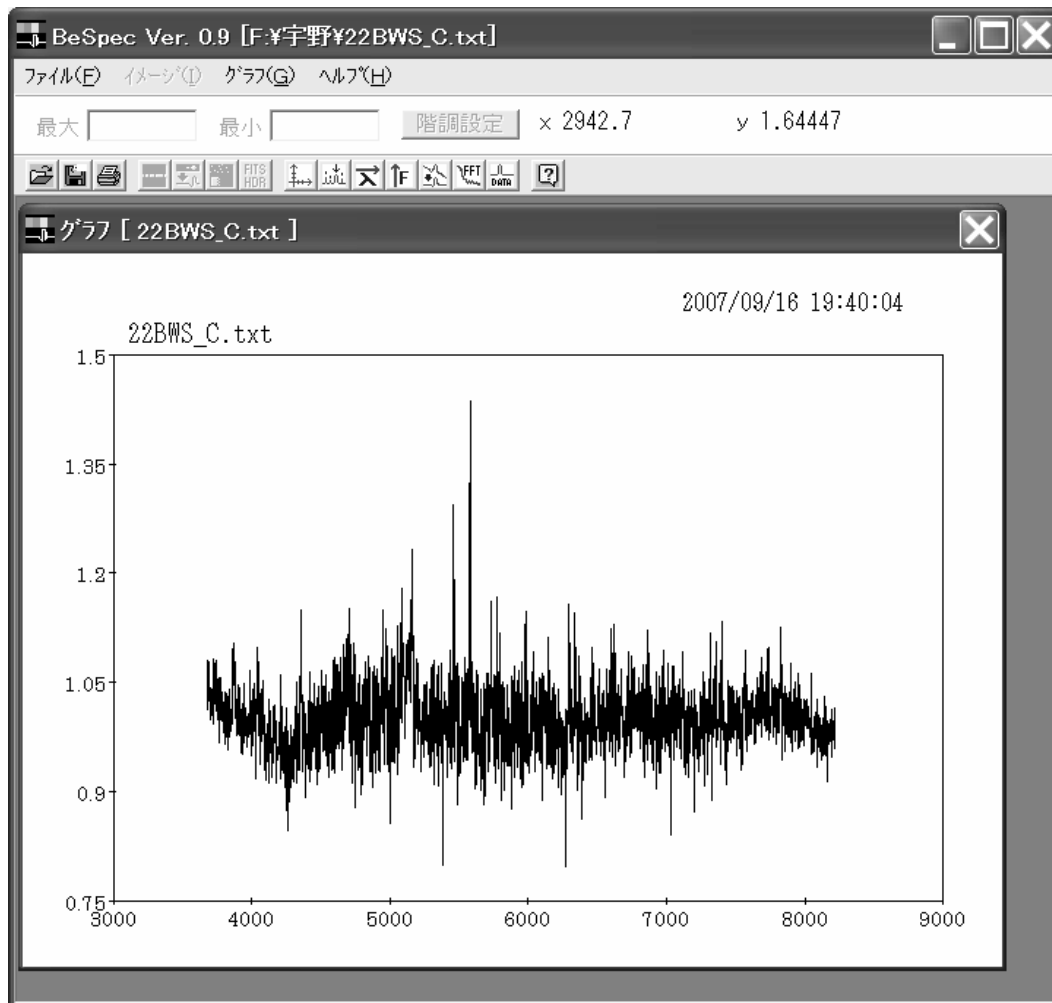 BeSpec Ver. 0.9 [F:¥宇野¥22BWS_C.txt]
ファイル(F) イメージ(I) グラフ(G) ヘルプ(H)
最大 最小 階調設定 x 2942.7 y 1.64447
FITS HDR F FFT DATA ?
グラフ [ 22BWS_C.txt ]
2007/09/16 19:40:04
22BWS_C.txt
1.5
1.35
1.2
1.05
0.9
0.75
3000 4000 5000 6000 7000 8000 9000